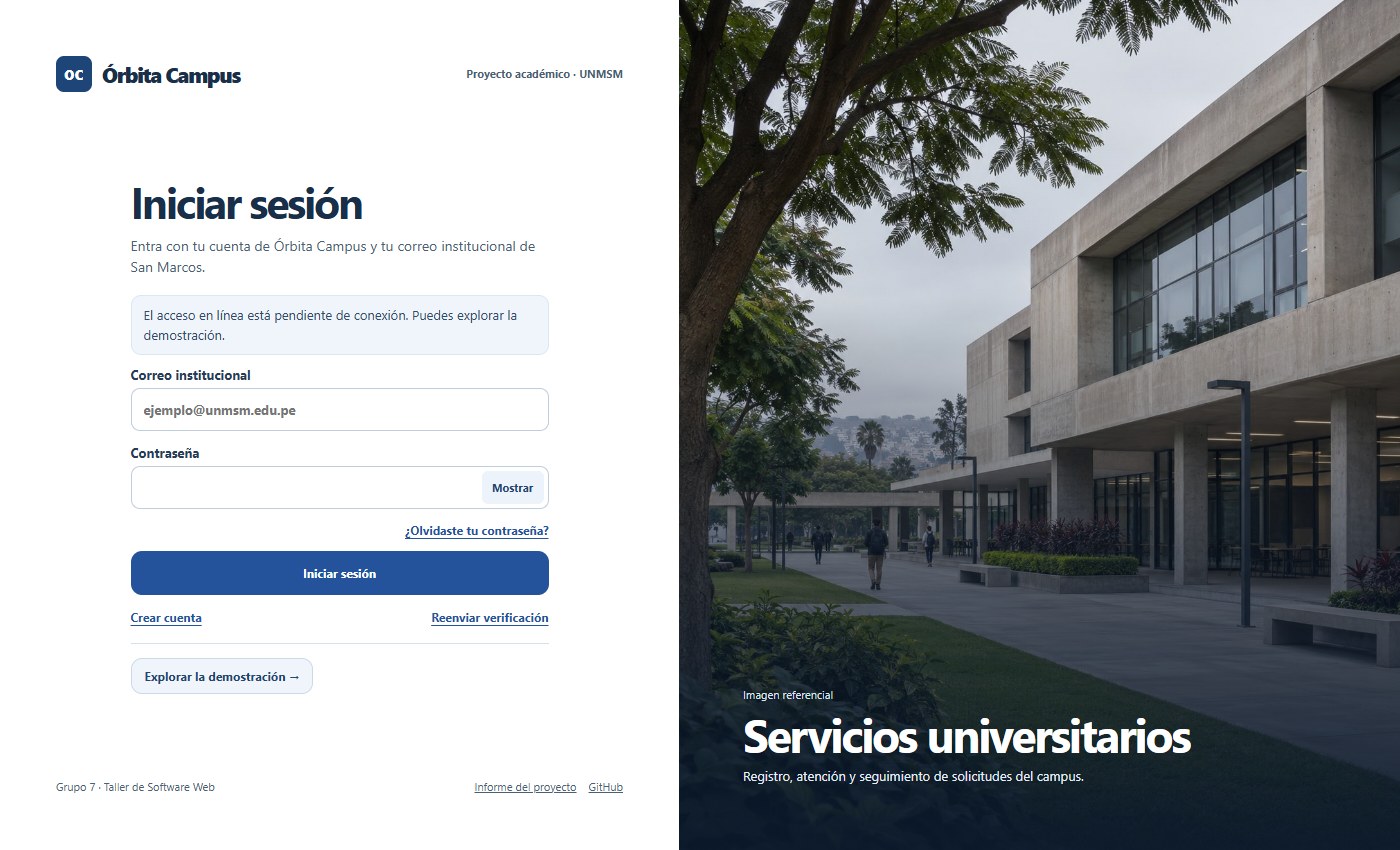 OC
Órbita Campus
Proyecto académico · UNMSM
Iniciar sesión
Entra con tu cuenta de Órbita Campus y tu correo institucional de
San Marcos.
El acceso en línea está pendiente de conexión. Puedes explorar la
demostración.
Correo institucional
ejemplo@unmsm.edu.pe
Contraseña
Mostrar
¿Olvidaste tu contraseña?
Iniciar sesión
Crear cuenta
Reenviar verificación
Explorar la demostración →
Grupo 7 · Taller de Software Web
Informe del proyecto
GitHub
Imagen referencial
Servicios universitarios
Registro, atención y seguimiento de solicitudes del campus.